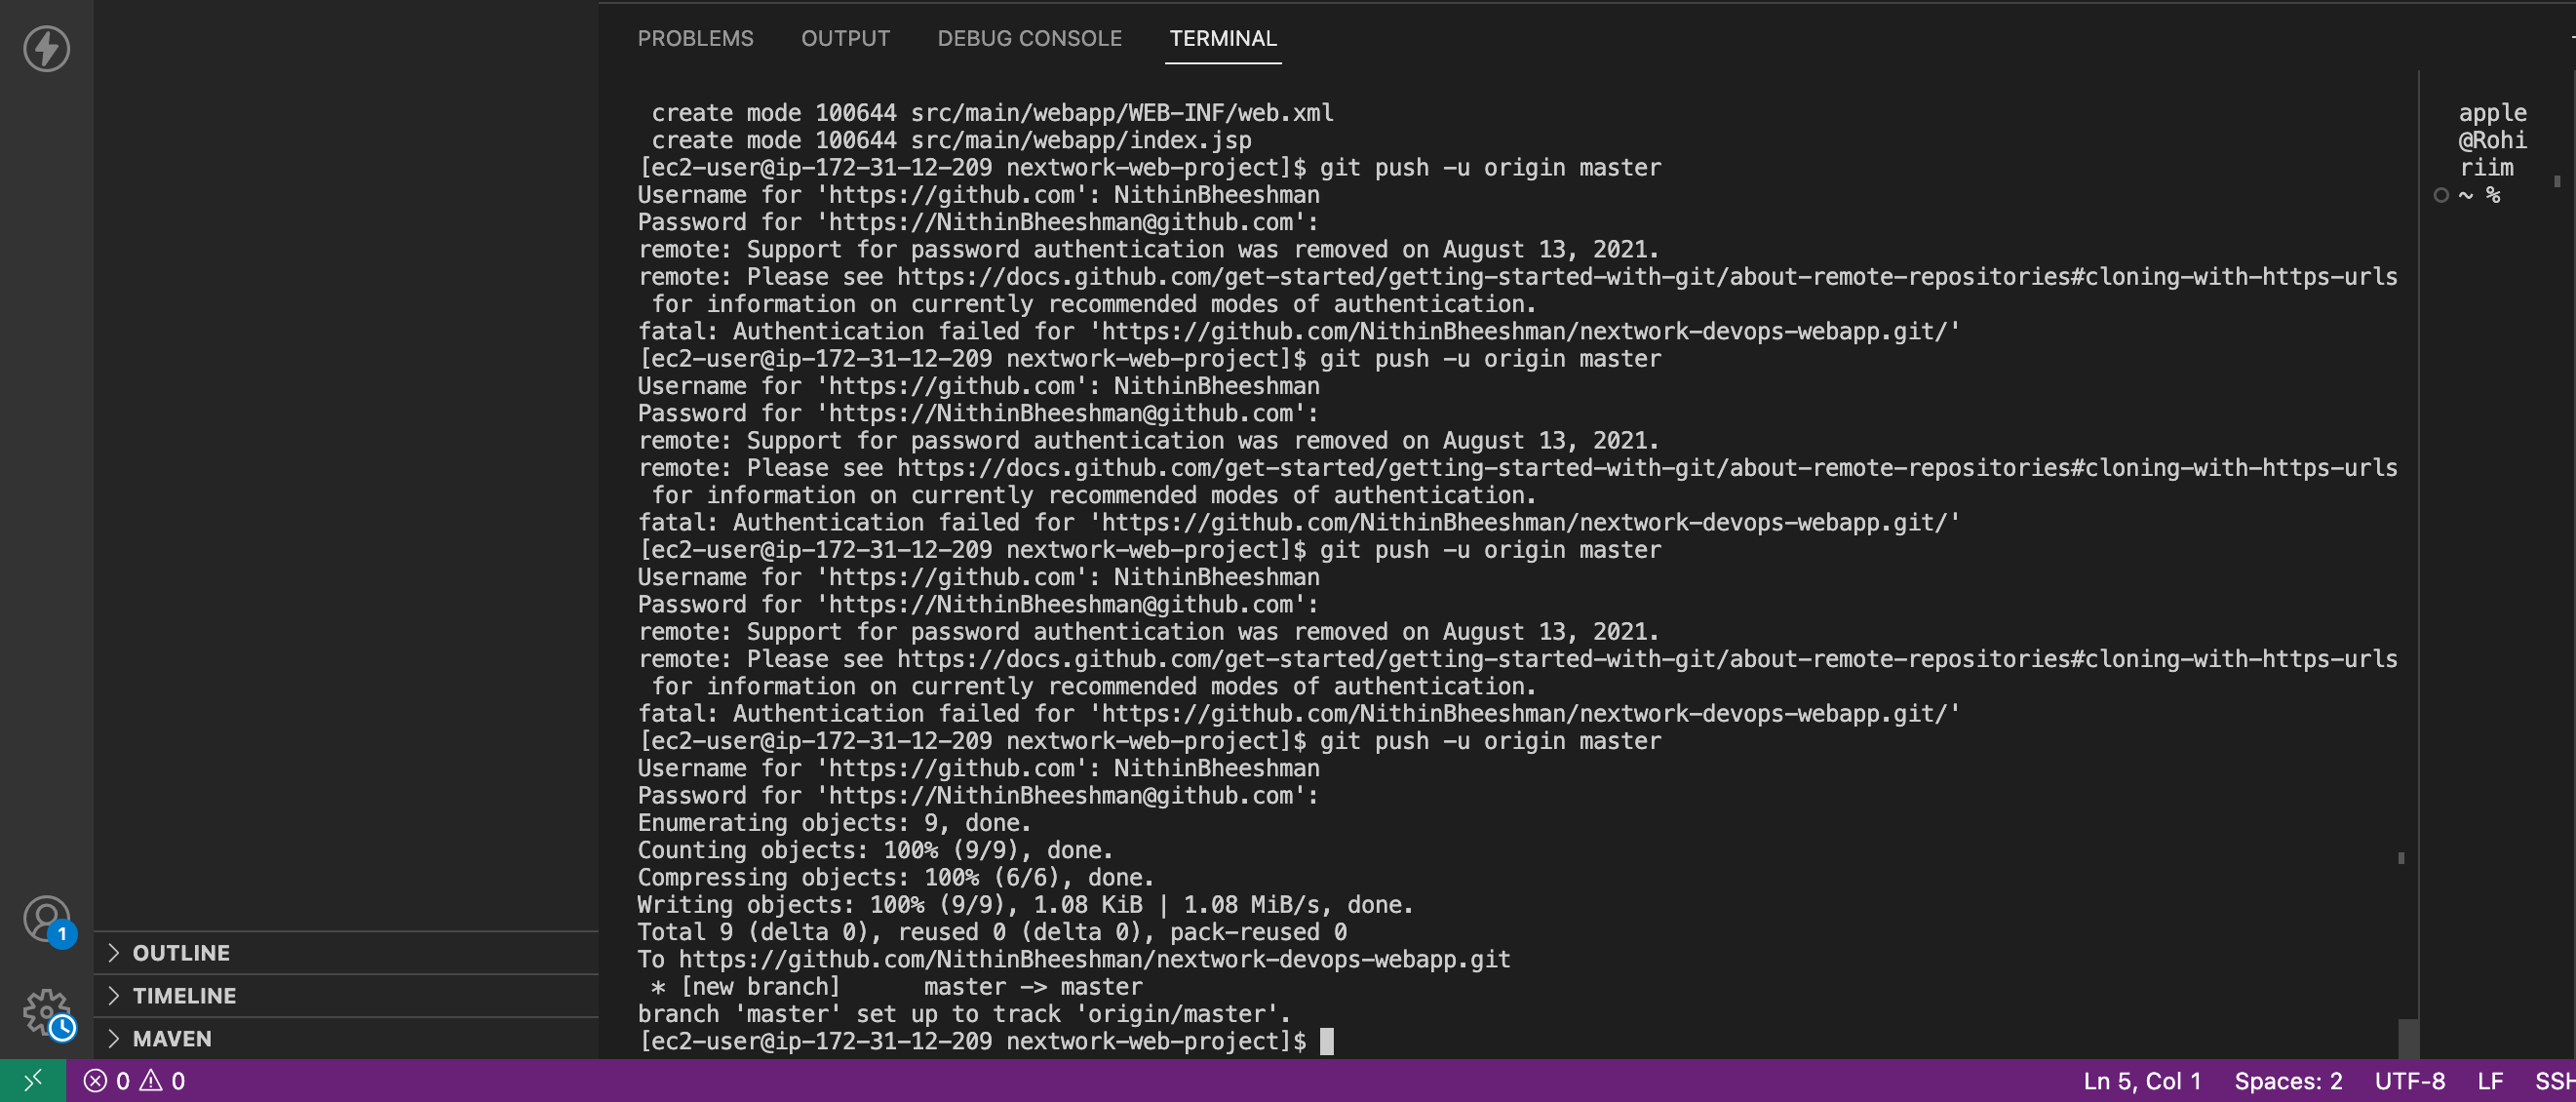 PROBLEMS OUTPUT DEBUG CONSOLE TERMINAL
create mode 100644 src/main/webapp/WEB-INF/web.xml
create mode 100644 src/main/webapp/index.jsp
[ec2-user@ip-172-31-12-209 nextwork-web-project]$ git push -u origin master
Username for 'https://github.com': NithinBheeshman
Password for 'https://NithinBheeshman@github.com':
remote: Support for password authentication was removed on August 13, 2021.
remote: Please see https://docs.github.com/get-started/getting-started-with-git/about-remote-repositories#cloning-with-https-urls
for information on currently recommended modes of authentication.
fatal: Authentication failed for 'https://github.com/NithinBheeshman/nextwork-devops-webapp.git/'
[ec2-user@ip-172-31-12-209 nextwork-web-project]$ git push -u origin master
Username for 'https://github.com': NithinBheeshman
Password for 'https://NithinBheeshman@github.com':
remote: Support for password authentication was removed on August 13, 2021.
remote: Please see https://docs.github.com/get-started/getting-started-with-git/about-remote-repositories#cloning-with-https-urls
for information on currently recommended modes of authentication.
fatal: Authentication failed for 'https://github.com/NithinBheeshman/nextwork-devops-webapp.git/'
[ec2-user@ip-172-31-12-209 nextwork-web-project]$ git push -u origin master
Username for 'https://github.com': NithinBheeshman
Password for 'https://NithinBheeshman@github.com':
remote: Support for password authentication was removed on August 13, 2021.
remote: Please see https://docs.github.com/get-started/getting-started-with-git/about-remote-repositories#cloning-with-https-urls
for information on currently recommended modes of authentication.
fatal: Authentication failed for 'https://github.com/NithinBheeshman/nextwork-devops-webapp.git/'
[ec2-user@ip-172-31-12-209 nextwork-web-project]$ git push -u origin master
Username for 'https://github.com': NithinBheeshman
Password for 'https://NithinBheeshman@github.com':
Enumerating objects: 9, done.
Counting objects: 100% (9/9), done.
Compressing objects: 100% (6/6), done.
Writing objects: 100% (9/9), 1.08 KiB | 1.08 MiB/s, done.
Total 9 (delta 0), reused 0 (delta 0), pack-reused 0
To https://github.com/NithinBheeshman/nextwork-devops-webapp.git
* [new branch] master -> master
branch 'master' set up to track 'origin/master'.
[ec2-user@ip-172-31-12-209 nextwork-web-project]$
apple
@Rohi
riim
~ %
1
OUTLINE
TIMELINE
MAVEN
0 0
Ln 5, Col 1 Spaces: 2 UTF-8 LF SSH